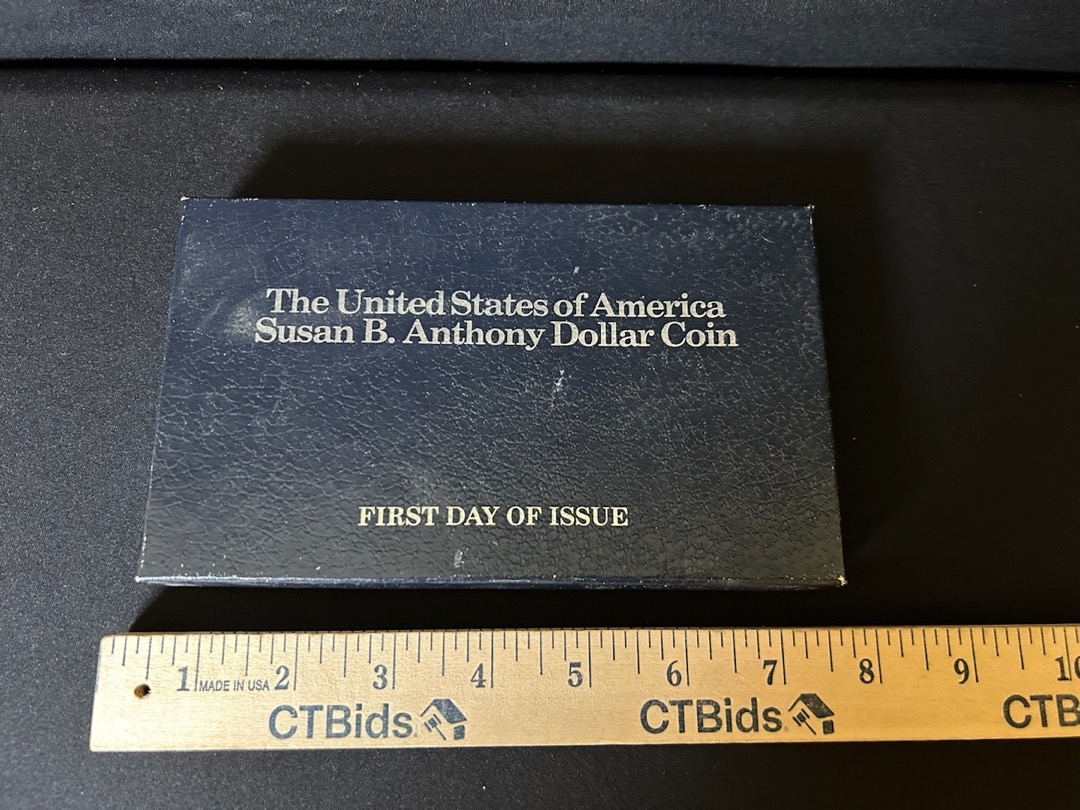 The United States of America
Susan B. Anthony Dollar Coin
FIRST DAY OF ISSUE
1 MADE IN USA 2 3 4 5 6 7 8 9 10
CTBids CTBids CTB